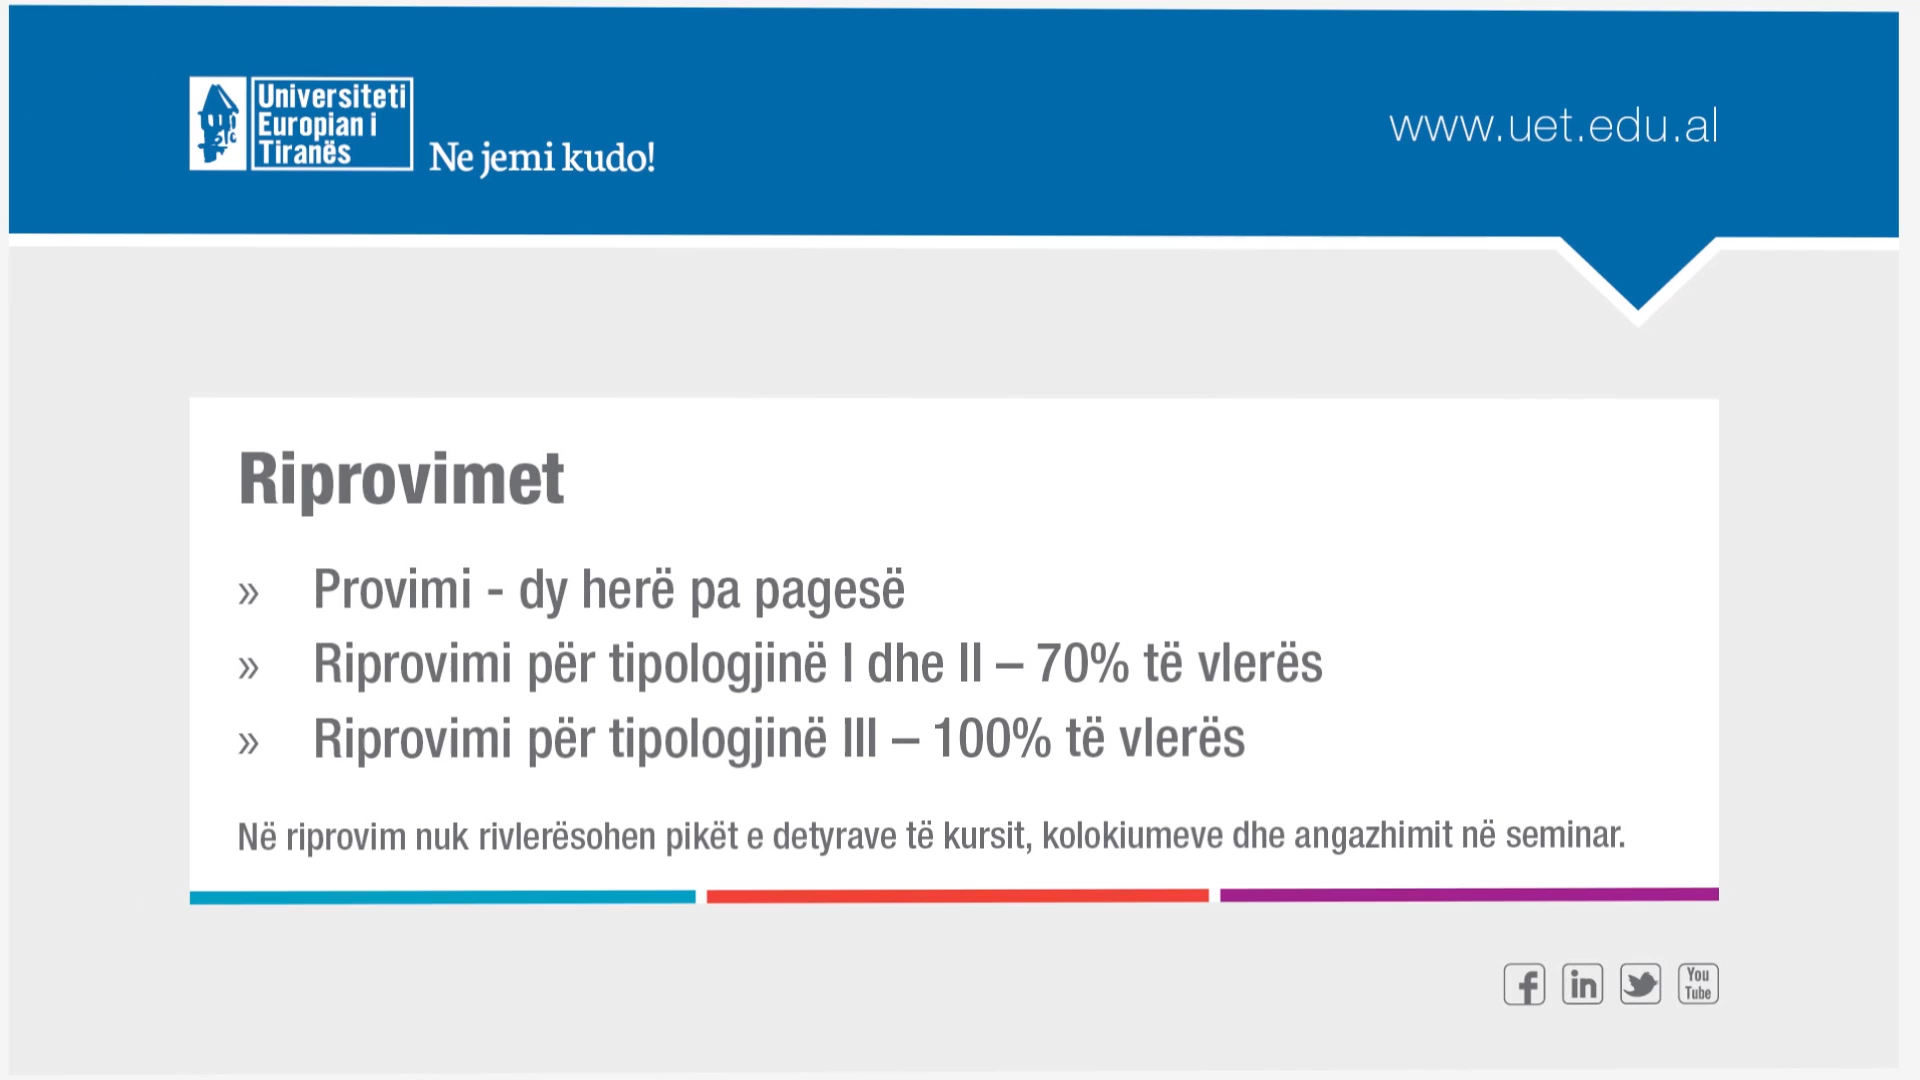 Universiteti
Europian i
Tiranës
Ne jemi kudo!
www.uet.edu.al
Riprovimet
» Provimi - dy herë pa pagesë
» Riprovimi për tipologjinë I dhe II – 70% të vlerës
» Riprovimi për tipologjinë III – 100% të vlerës
Në riprovim nuk rivlerësohen pikët e detyrave të kursit, kolokiumeve dhe angazhimit në seminar.
f in You
Tube